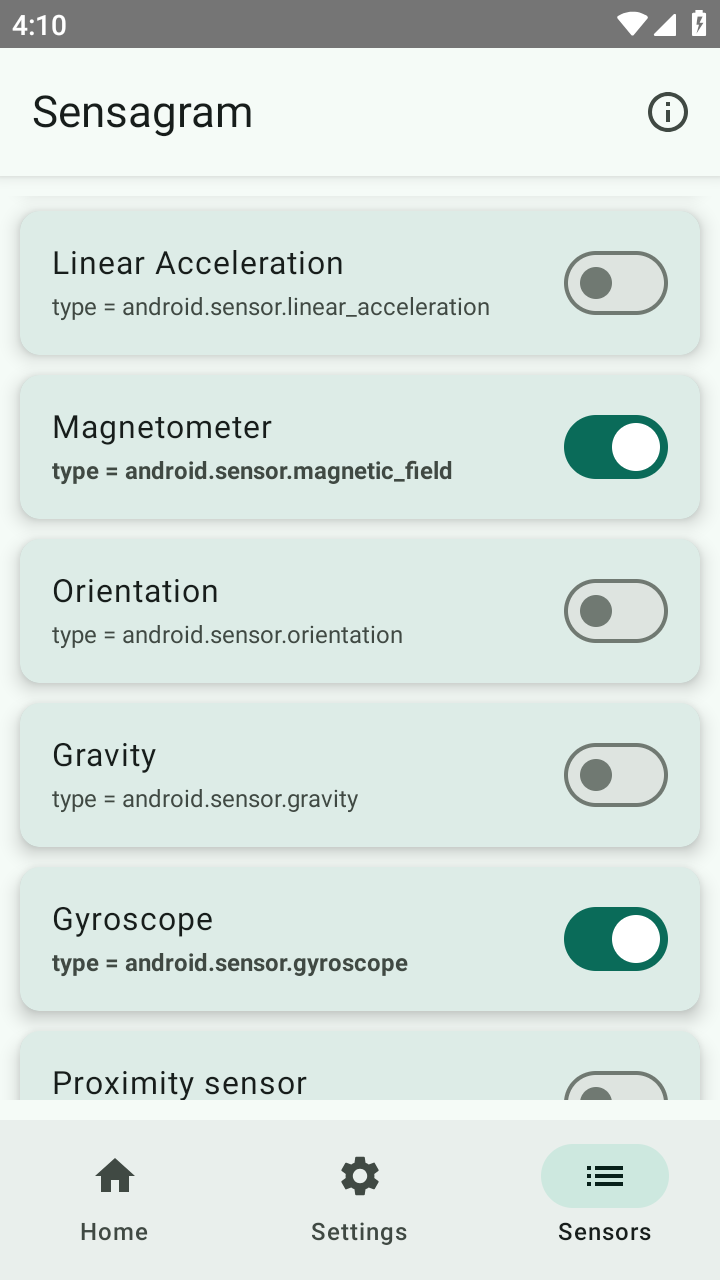 4:10
Sensagram
Linear Acceleration
type = android.sensor.linear_acceleration
Magnetometer
type = android.sensor.magnetic_field
Orientation
type = android.sensor.orientation
Gravity
type = android.sensor.gravity
Gyroscope
type = android.sensor.gyroscope
Proximity sensor
Home
Settings
Sensors